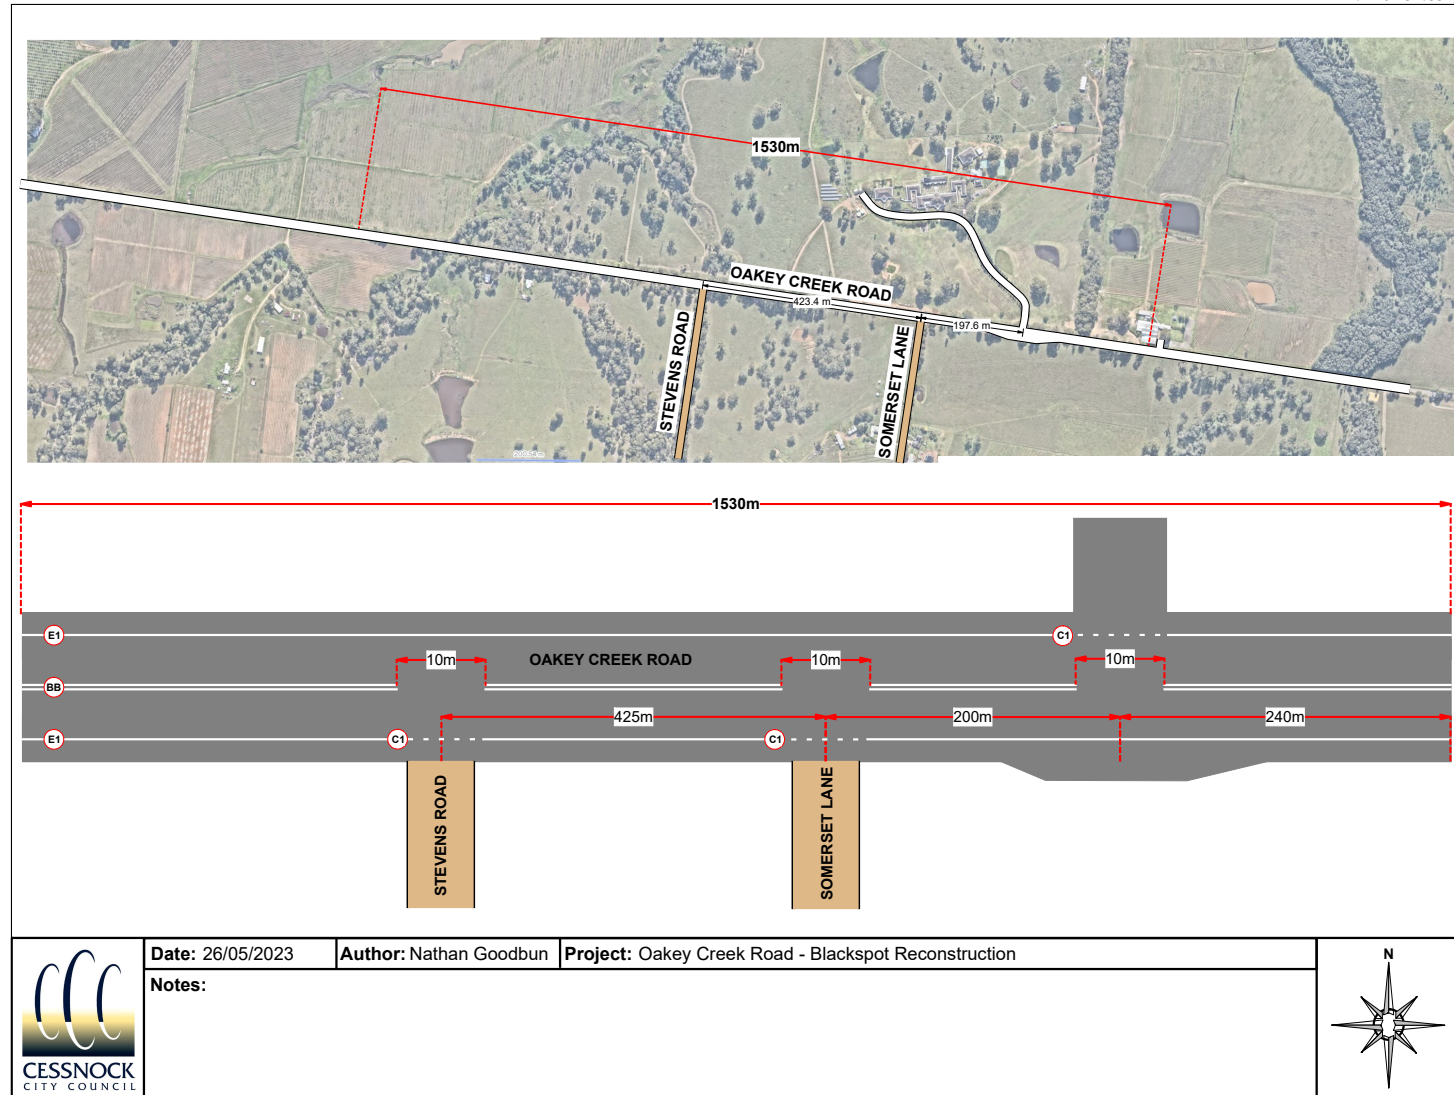 1530m
OAKEY CREEK ROAD
423.4 m
197.6 m
STEVENS ROAD
SOMERSET LANE
1530m
E1
C1
10m
OAKEY CREEK ROAD
10m
10m
BB
425m
200m
240m
E1
C1
C1
STEVENS ROAD
SOMERSET LANE
Date: 26/05/2023
Author: Nathan Goodbun
Project: Oakey Creek Road - Blackspot Reconstruction
Notes:
N
CESSNOCK
CITY COUNCIL